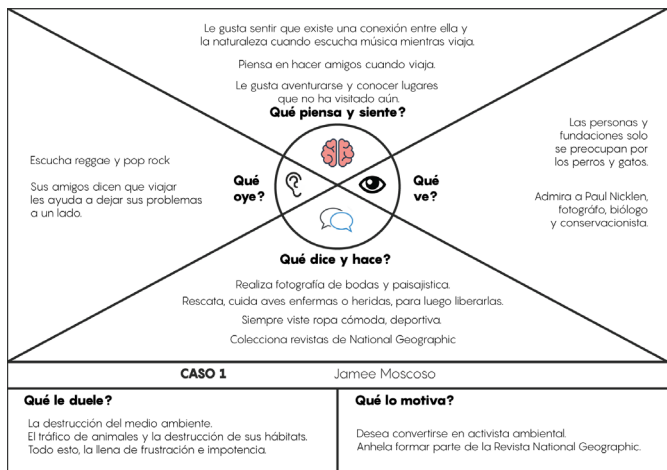 Le gusta sentir que existe una conexión entre ella y
la naturaleza cuando escucha música mientras viaja.
Piensa en hacer amigos cuando viaja.
Le gusta aventurarse y conocer lugares
que no ha visitado aún.
Qué piensa y siente?
Escucha reggae y pop rock
Sus amigos dicen que viajar
les ayuda a dejar sus problemas
a un lado.
Qué
oye?
Qué
ve?
Las personas y
fundaciones solo
se preocupan por
los perros y gatos.
Admira a Paul Nicklen,
fotográfo, biólogo
y conservacionista.
Qué dice y hace?
Realiza fotografía de bodas y paisajistica.
Rescata, cuida aves enfermas o heridas, para luego liberarlas.
Siempre viste ropa cómoda, deportiva.
Colecciona revistas de National Geographic
CASO 1 Jamee Moscoso
Qué le duele?
La destrucción del medio ambiente.
El tráfico de animales y la destrucción de sus hábitats.
Todo esto, la llena de frustración e impotencia.
Qué lo motiva?
Desea convertirse en activista ambiental.
Anhela formar parte de la Revista National Geographic.